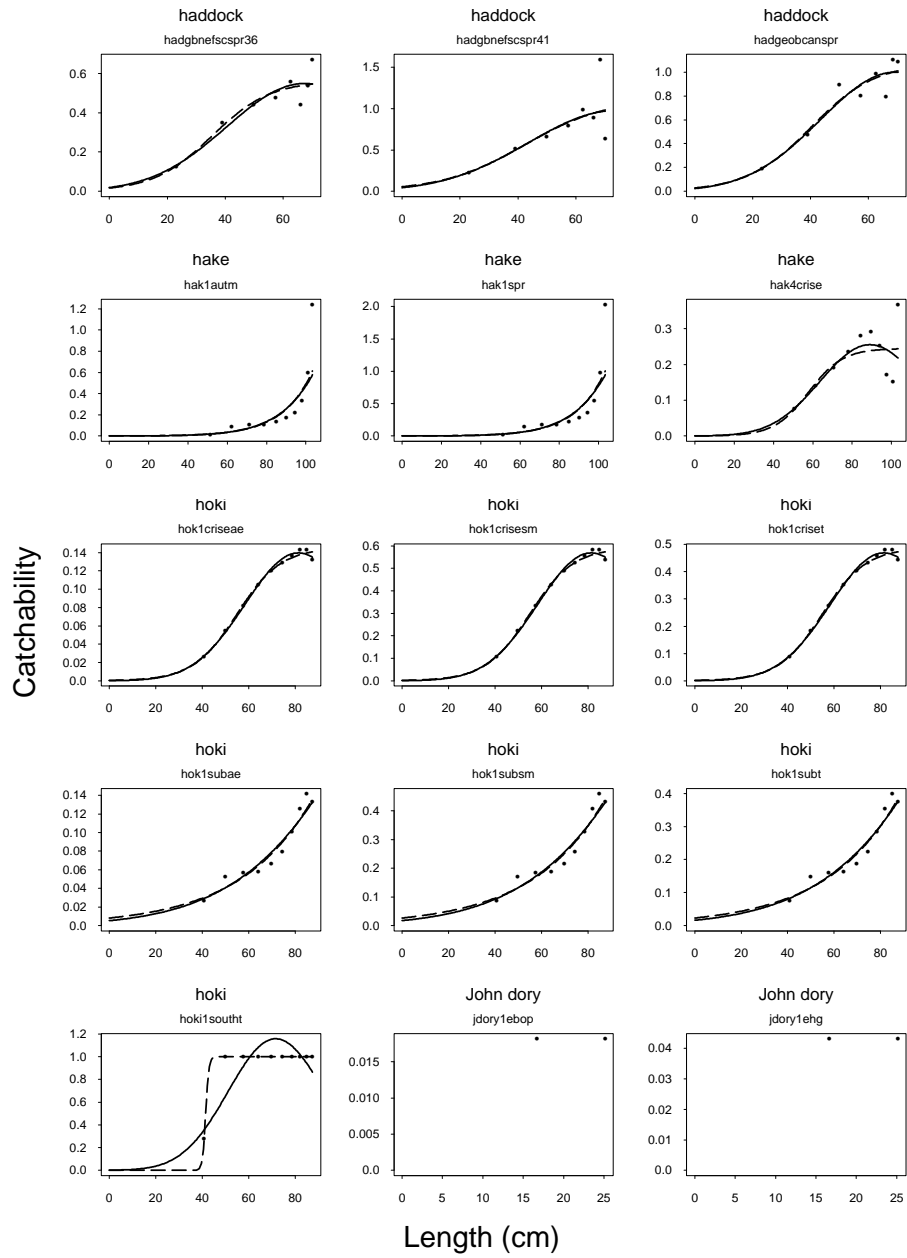 haddock
hadgbnefscspr36
0.6
0.4
0.2
0.0
0 20 40 60
haddock
hadgbnefscspr41
1.5
1.0
0.5
0.0
0 20 40 60
haddock
hadgeobcanspr
1.0
0.8
0.6
0.4
0.2
0.0
0 20 40 60
hake
hak1autm
1.2
1.0
0.8
0.6
0.4
0.2
0.0
0 20 40 60 80 100
hake
hak1spr
2.0
1.5
1.0
0.5
0.0
0 20 40 60 80 100
hake
hak4crise
0.3
0.2
0.1
0.0
0 20 40 60 80 100
Catchability
hoki
hok1criseae
0.14
0.12
0.10
0.08
0.06
0.04
0.02
0.0
0 20 40 60 80
hoki
hok1crisesm
0.6
0.5
0.4
0.3
0.2
0.1
0.0
0 20 40 60 80
hoki
hok1criset
0.5
0.4
0.3
0.2
0.1
0.0
0 20 40 60 80
hoki
hok1subae
0.14
0.12
0.10
0.08
0.06
0.04
0.02
0.0
0 20 40 60 80
hoki
hok1subsm
0.4
0.3
0.2
0.1
0.0
0 20 40 60 80
hoki
hok1subt
0.4
0.3
0.2
0.1
0.0
0 20 40 60 80
hoki
hoki1southt
1.2
1.0
0.8
0.6
0.4
0.2
0.0
0 20 40 60 80
John dory
jdory1ebop
0.015
0.010
0.005
0.0
0 5 10 15 20 25
John dory
jdory1ehg
0.04
0.03
0.02
0.01
0.0
0 5 10 15 20 25
Length (cm)